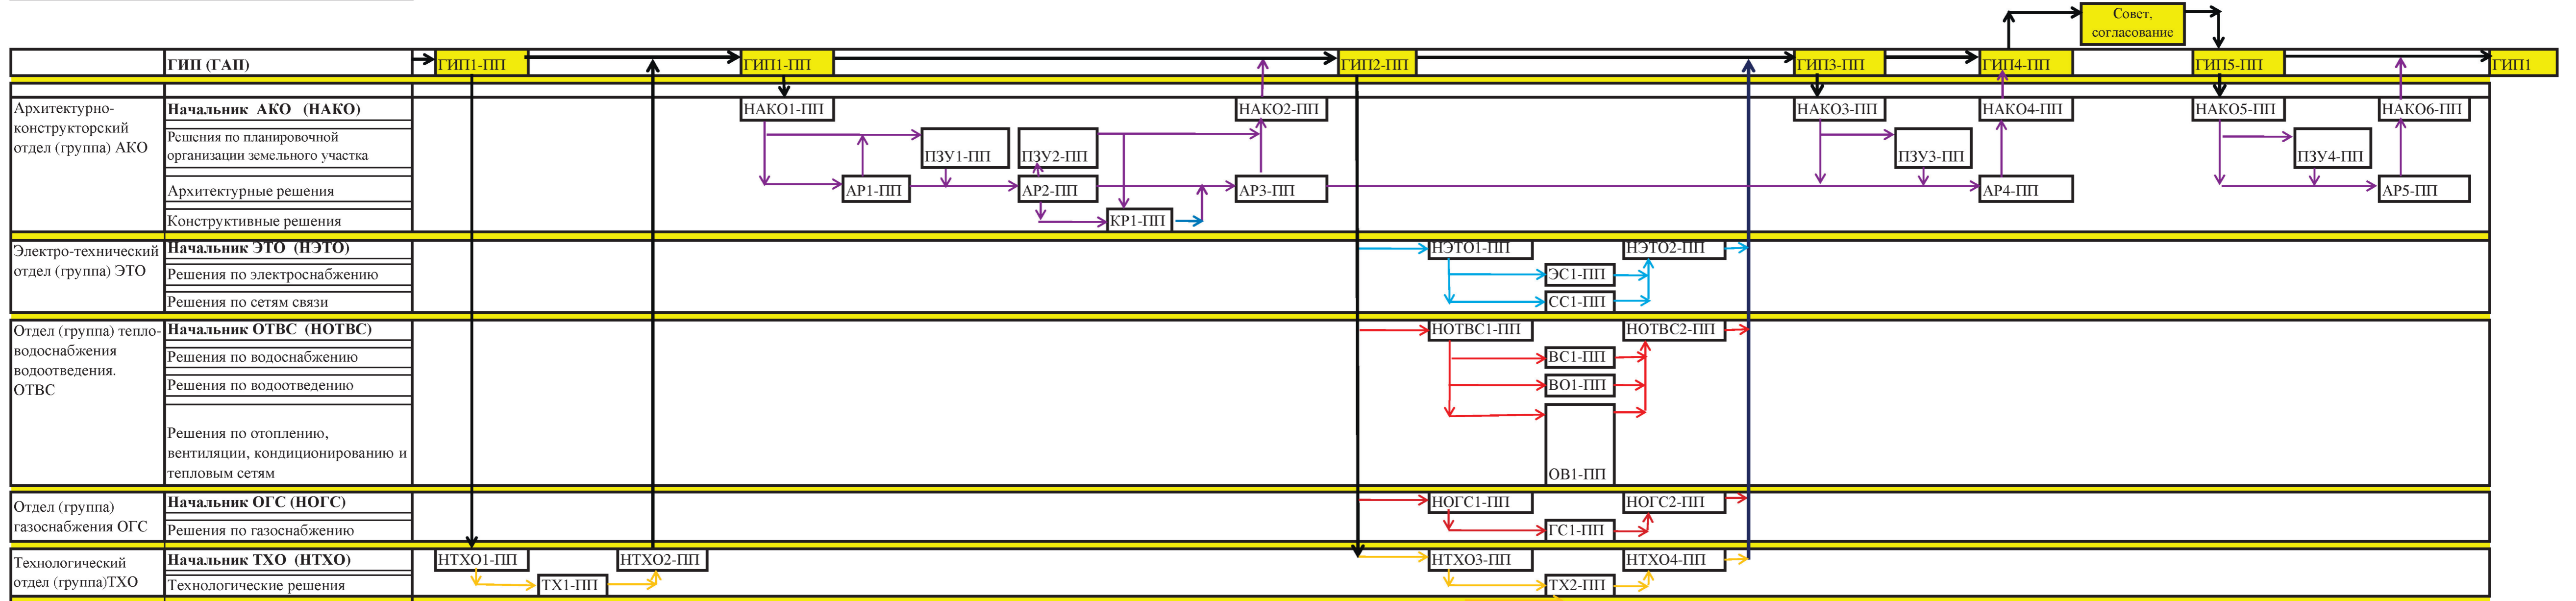 Совет,
согласование
ГИП (ГАП)
ГИП1-ПП
ГИП1-ПП
ГИП2-ПП
ГИП3-ПП
ГИП4-ПП
ГИП5-ПП
ГИП1
Архитектурно-
конструкторский
отдел (группа) АКО
Начальник АКО (НАКО)
НАКО1-ПП
НАКО2-ПП
НАКО3-ПП
НАКО4-ПП
НАКО5-ПП
НАКО6-ПП
Решения по планировочной
организации земельного участка
ПЗУ1-ПП
ПЗУ2-ПП
ПЗУ3-ПП
ПЗУ4-ПП
Архитектурные решения
АР1-ПП
АР2-ПП
АР3-ПП
АР4-ПП
АР5-ПП
Конструктивные решения
КР1-ПП
Электро-технический
отдел (группа) ЭТО
Начальник ЭТО (НЭТО)
НЭТО1-ПП
НЭТО2-ПП
Решения по электроснабжению
ЭС1-ПП
Решения по сетям связи
СС1-ПП
Отдел (группа) тепло-
водоснабжения
водоотведения.
ОТВС
Начальник ОТВС (НОТВС)
НОТВС1-ПП
НОТВС2-ПП
Решения по водоснабжению
ВС1-ПП
Решения по водоотведению
ВО1-ПП
Решения по отоплению,
вентиляции, кондиционированию и
тепловым сетям
ОВ1-ПП
Отдел (группа)
газоснабжения ОГС
Начальник ОГС (НОГС)
НОГС1-ПП
НОГС2-ПП
Решения по газоснабжению
ГС1-ПП
Технологический
отдел (группа)ТХО
Начальник ТХО (НТХО)
НТХО1-ПП
НТХО2-ПП
НТХО3-ПП
НТХО4-ПП
Технологические решения
ТХ1-ПП
ТХ2-ПП